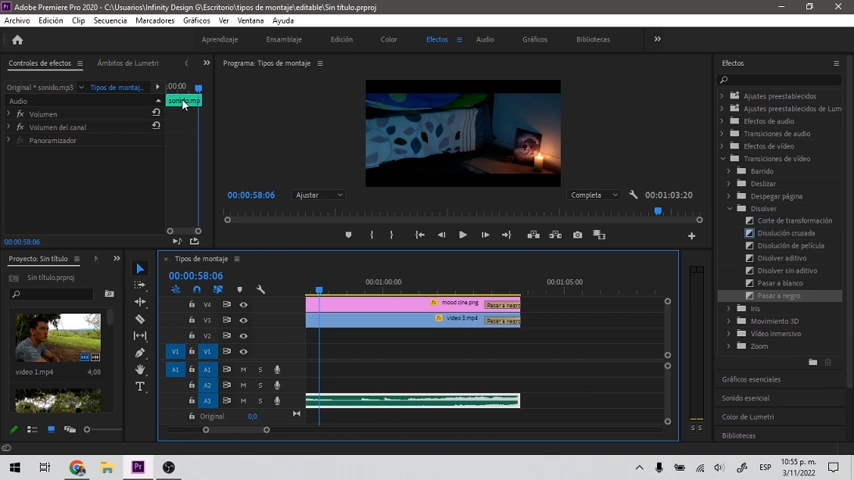 Adobe Premiere Pro 2020 - C:\Usuarios\Infinity Design G\Escritorio\tipos de montaje\editable\Sin título.prproj
Archivo Edición Clip Secuencia Marcadores Gráficos Ver Ventana Ayuda
Aprendizaje Ensamblaje Edición Color Efectos Audio Gráficos Bibliotecas
Controles de efectos Ámbitos de Lumetri
Programa: Tipos de montaje
Efectos
Original * sonido.mp3 Tipos de montaj... :00:00
Audio
sonido.mp
Volumen
Volumen del canal
Panoramizador
00:00:58:06
00:00:58:06 Ajustar Completa 00:01:03:20
Ajustes preestablecidos
Ajustes preestablecidos de Lum
Efectos de audio
Transiciones de audio
Efectos de vídeo
Transiciones de vídeo
Barrido
Deslizar
Despegar página
Disolver
Corte de transformación
Disolución cruzada
Disolución de película
Disolver aditivo
Disolver sin aditivo
Pasar a blanco
Pasar a negro
Iris
Movimiento 3D
Vídeo inmersivo
Zoom
Gráficos esenciales
Sonido esencial
Color de Lumetri
Bibliotecas
Proyecto: Sin título
Sin título.prproj
video 1.mp4 4;08
Tipos de montaje
00:00:58:06
00:01:00:00 00:01:05:00
V4 mood cine.png Pasar a negro
V3 video 3.mp4 Pasar a negro
V2
V1 V1
A1 A1 M S
A2 M S
A3 M S
Original 0,0
S S
ESP
10:55 p. m.
3/11/2022